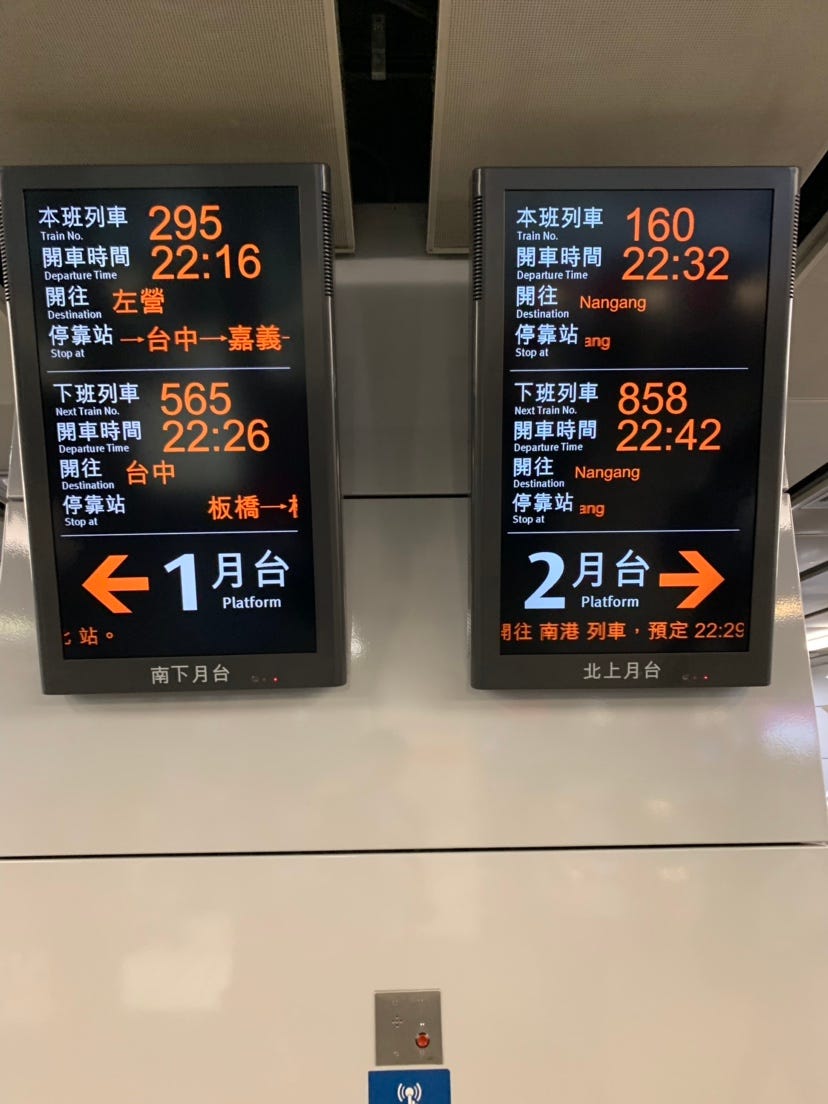 本班列車 295
Train No.
開車時間 22:16
Departure Time
開往 左營
Destination
停靠站 →台中→嘉義
Stop at
下班列車 565
Next Train No.
開車時間 22:26
Departure Time
開往 台中
Destination
停靠站 板橋→
Stop at
← 1 月台
Platform
站。
南下月台
本班列車 160
Train No.
開車時間 22:32
Departure Time
開往 Nangang
Destination
停靠站 ang
Stop at
下班列車 858
Next Train No.
開車時間 22:42
Departure Time
開往 Nangang
Destination
停靠站 ang
Stop at
2 月台 →
Platform
開往 南港 列車，預定 22:29
北上月台